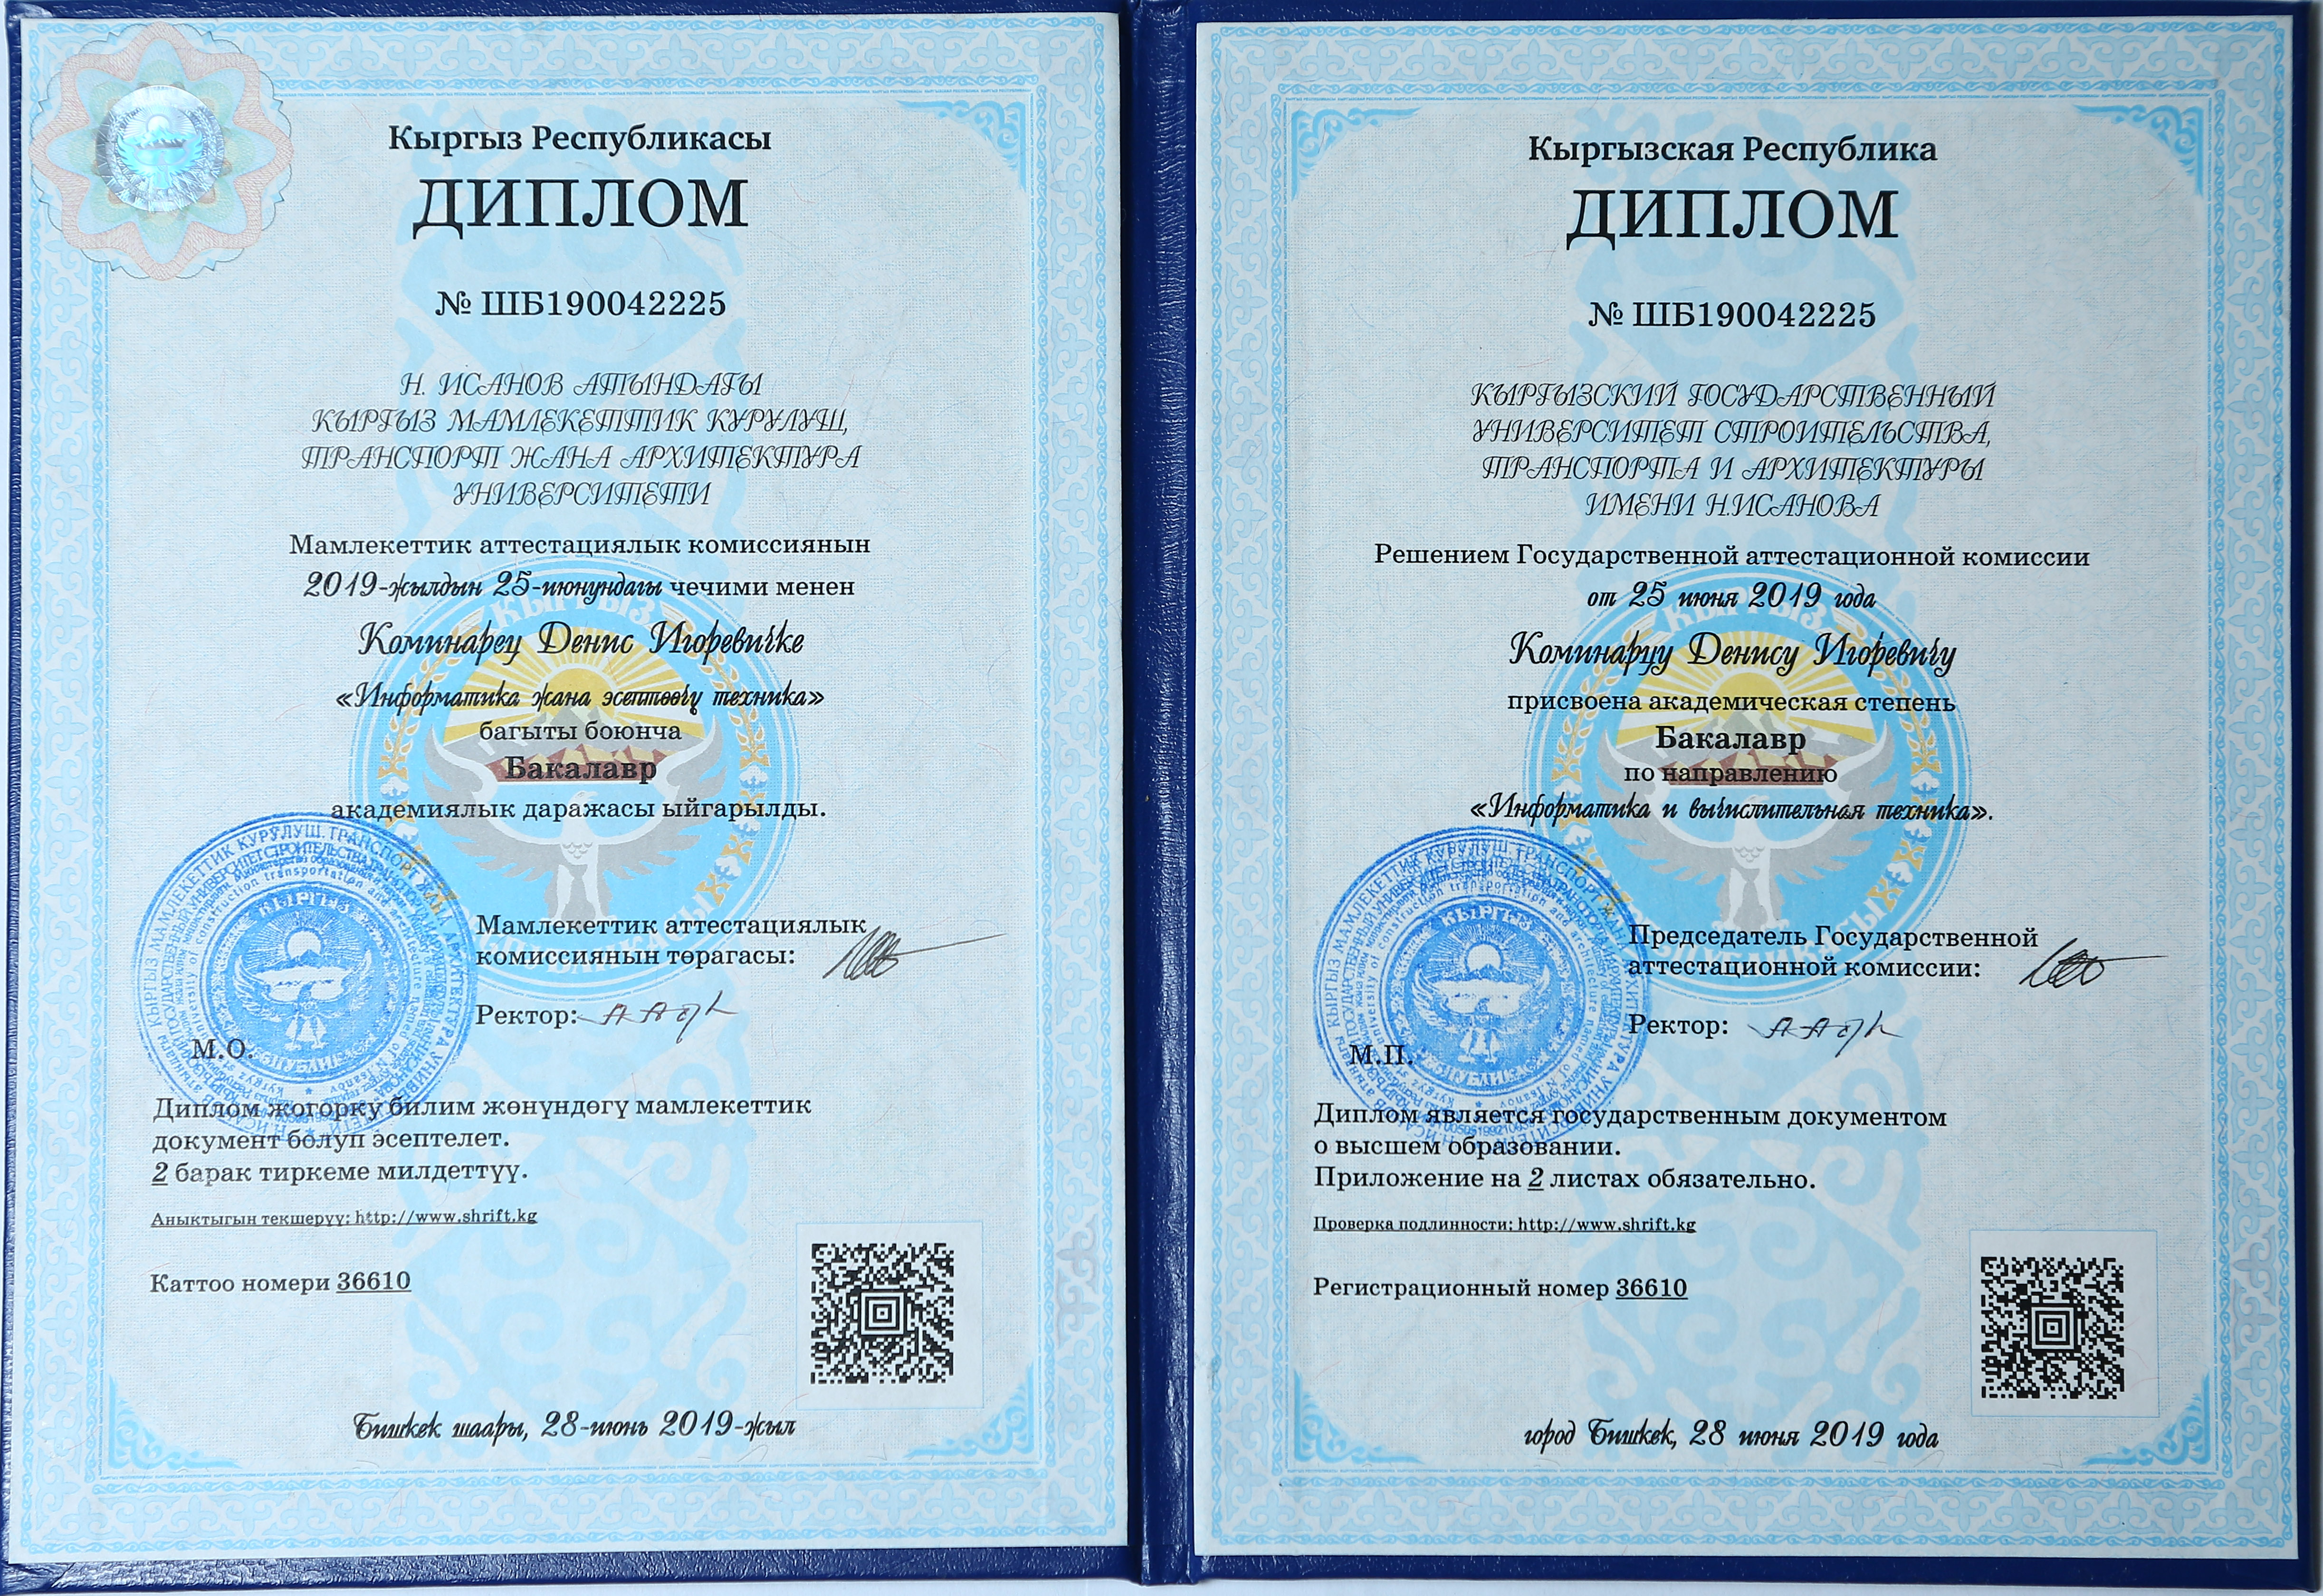 Кыргыз Республикасы
ДИПЛОМ
№ ШБ190042225
Н. ИСАНОВ АТЫНДАГЫ
КЫРГЫЗ МАМЛЕКЕТТИК КУРУЛУШ,
ТРАНСПОРТ ЖАНА АРХИТЕКТУРА
УНИВЕРСИТЕТИ
Мамлекеттик аттестациялык комиссиянын
2019-жылдын 25-июнундагы чечими менен
Коминареу Денис Игоревичке
«Информатика жана эсептөөчү техника»
багыты боюнча
Бакалавр
академиялык даражасы ыйгарылды.
Мамлекеттик аттестациялык
комиссиянын төрагасы:
Ректор:
М.О.
Диплом жогорку билим жөнүндөгү мамлекеттик
документ болуп эсептелет.
2 барак тиркеме милдеттүү.
Аныктыгын текшерүү: http://www.shrift.kg
Каттоо номери 36610
Бишкек шаары, 28-июнь 2019-жыл
Кыргызская Республика
ДИПЛОМ
№ ШБ190042225
КЫРГЫЗСКИЙ ГОСУДАРСТВЕННЫЙ
УНИВЕРСИТЕТ СТРОИТЕЛЬСТВА,
ТРАНСПОРТА И АРХИТЕКТУРЫ
ИМЕНИ Н.ИСАНОВА
Решением Государственной аттестационной комиссии
от 25 июня 2019 года
Коминарцу Денису Игоревичу
присвоена академическая степень
Бакалавр
по направлению
«Информатика и вычислительная техника».
Председатель Государственной
аттестационной комиссии:
Ректор:
М.П.
Диплом является государственным документом
о высшем образовании.
Приложение на 2 листах обязательно.
Проверка подлинности: http://www.shrift.kg
Регистрационный номер 36610
город Бишкек, 28 июня 2019 года